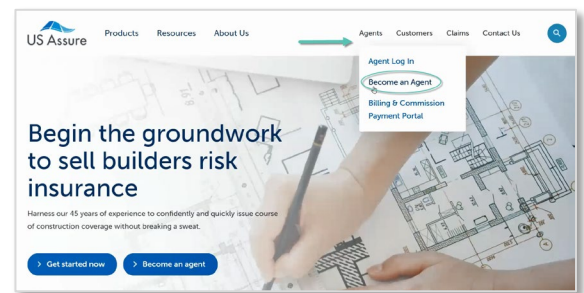 US Assure
Products Resources About Us
Agents Customers Claims Contact Us
Agent Log In
Become an Agent
Billing & Commission
Payment Portal
Begin the groundwork
to sell builders risk
insurance
Harness our 45 years of experience to confidently and quickly issue course
of construction coverage without breaking a sweat.
> Get started now > Become an agent